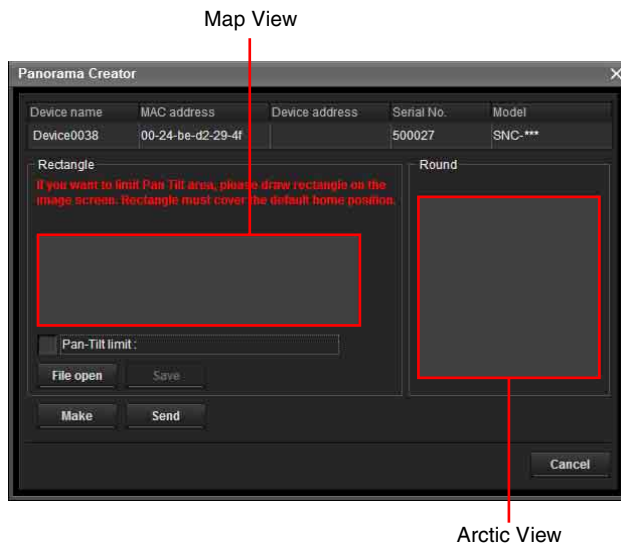 Map View
Panorama Creator
Device name MAC address Device address Serial No. Model
Device0038 00-24-be-d2-29-4f 500027 SNC-***
Rectangle Round
If you want to limit Pan Tilt area, please draw rectangle on the
image screen. Rectangle must cover the default home position.
Pan-Tilt limit :
File open Save
Make Send
Cancel
Arctic View